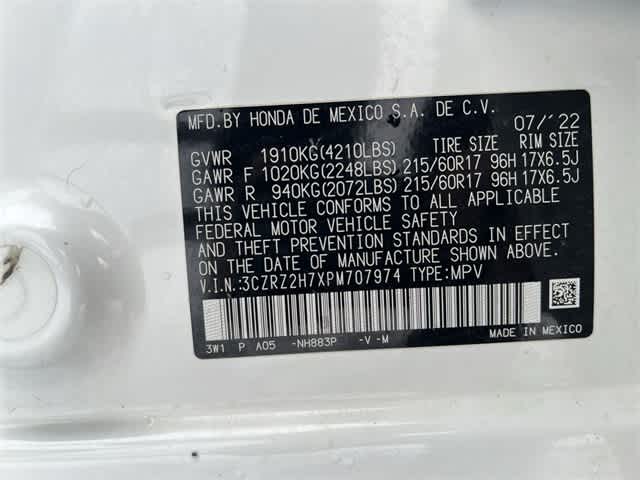 MFD.BY HONDA DE MEXICO S.A. DE C.V. 07/'22
GVWR 1910KG(4210LBS) TIRE SIZE RIM SIZE
GAWR F 1020KG(2248LBS) 215/60R17 96H 17X6.5J
GAWR R 940KG(2072LBS) 215/60R17 96H 17X6.5J
THIS VEHICLE CONFORMS TO ALL APPLICABLE
FEDERAL MOTOR VEHICLE SAFETY
AND THEFT PREVENTION STANDARDS IN EFFECT
ON THE DATE OF MANUFACTURE SHOWN ABOVE.
V.I.N.:3CZRZ2H7XPM707974 TYPE:MPV
MADE IN MEXICO
3W1 P A05 -NH883P -V -M